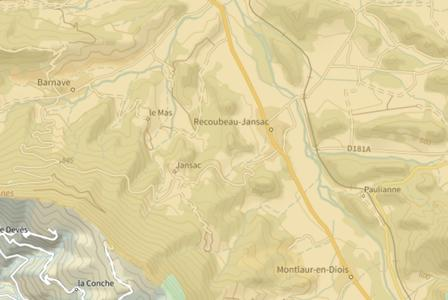 Barnave
le Mas
Recoubeau-Jansac
D181A
Jansac
Paulianne
e Devès
Montlaur-en-Diois
la Conche